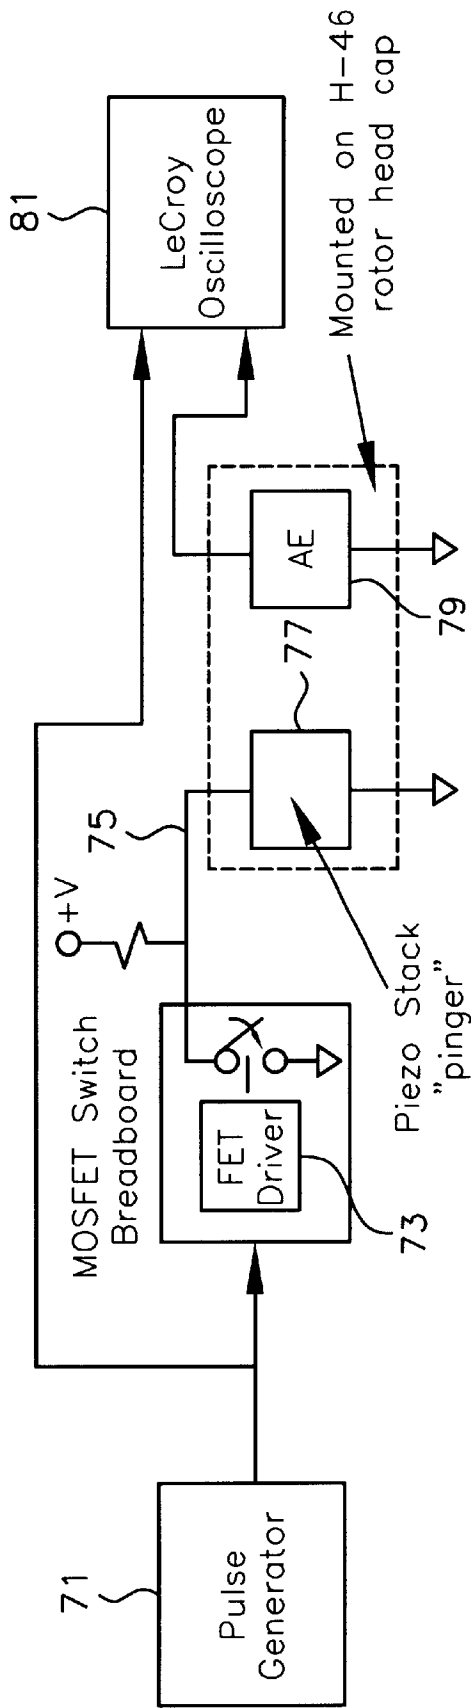 71
Pulse
Generator
MOSFET Switch
Breadboard
FET
Driver
73
+V
75
Piezo Stack
"pinger"
77
AE
79
81
LeCroy
Oscilloscope
Mounted on H-46
rotor head cap